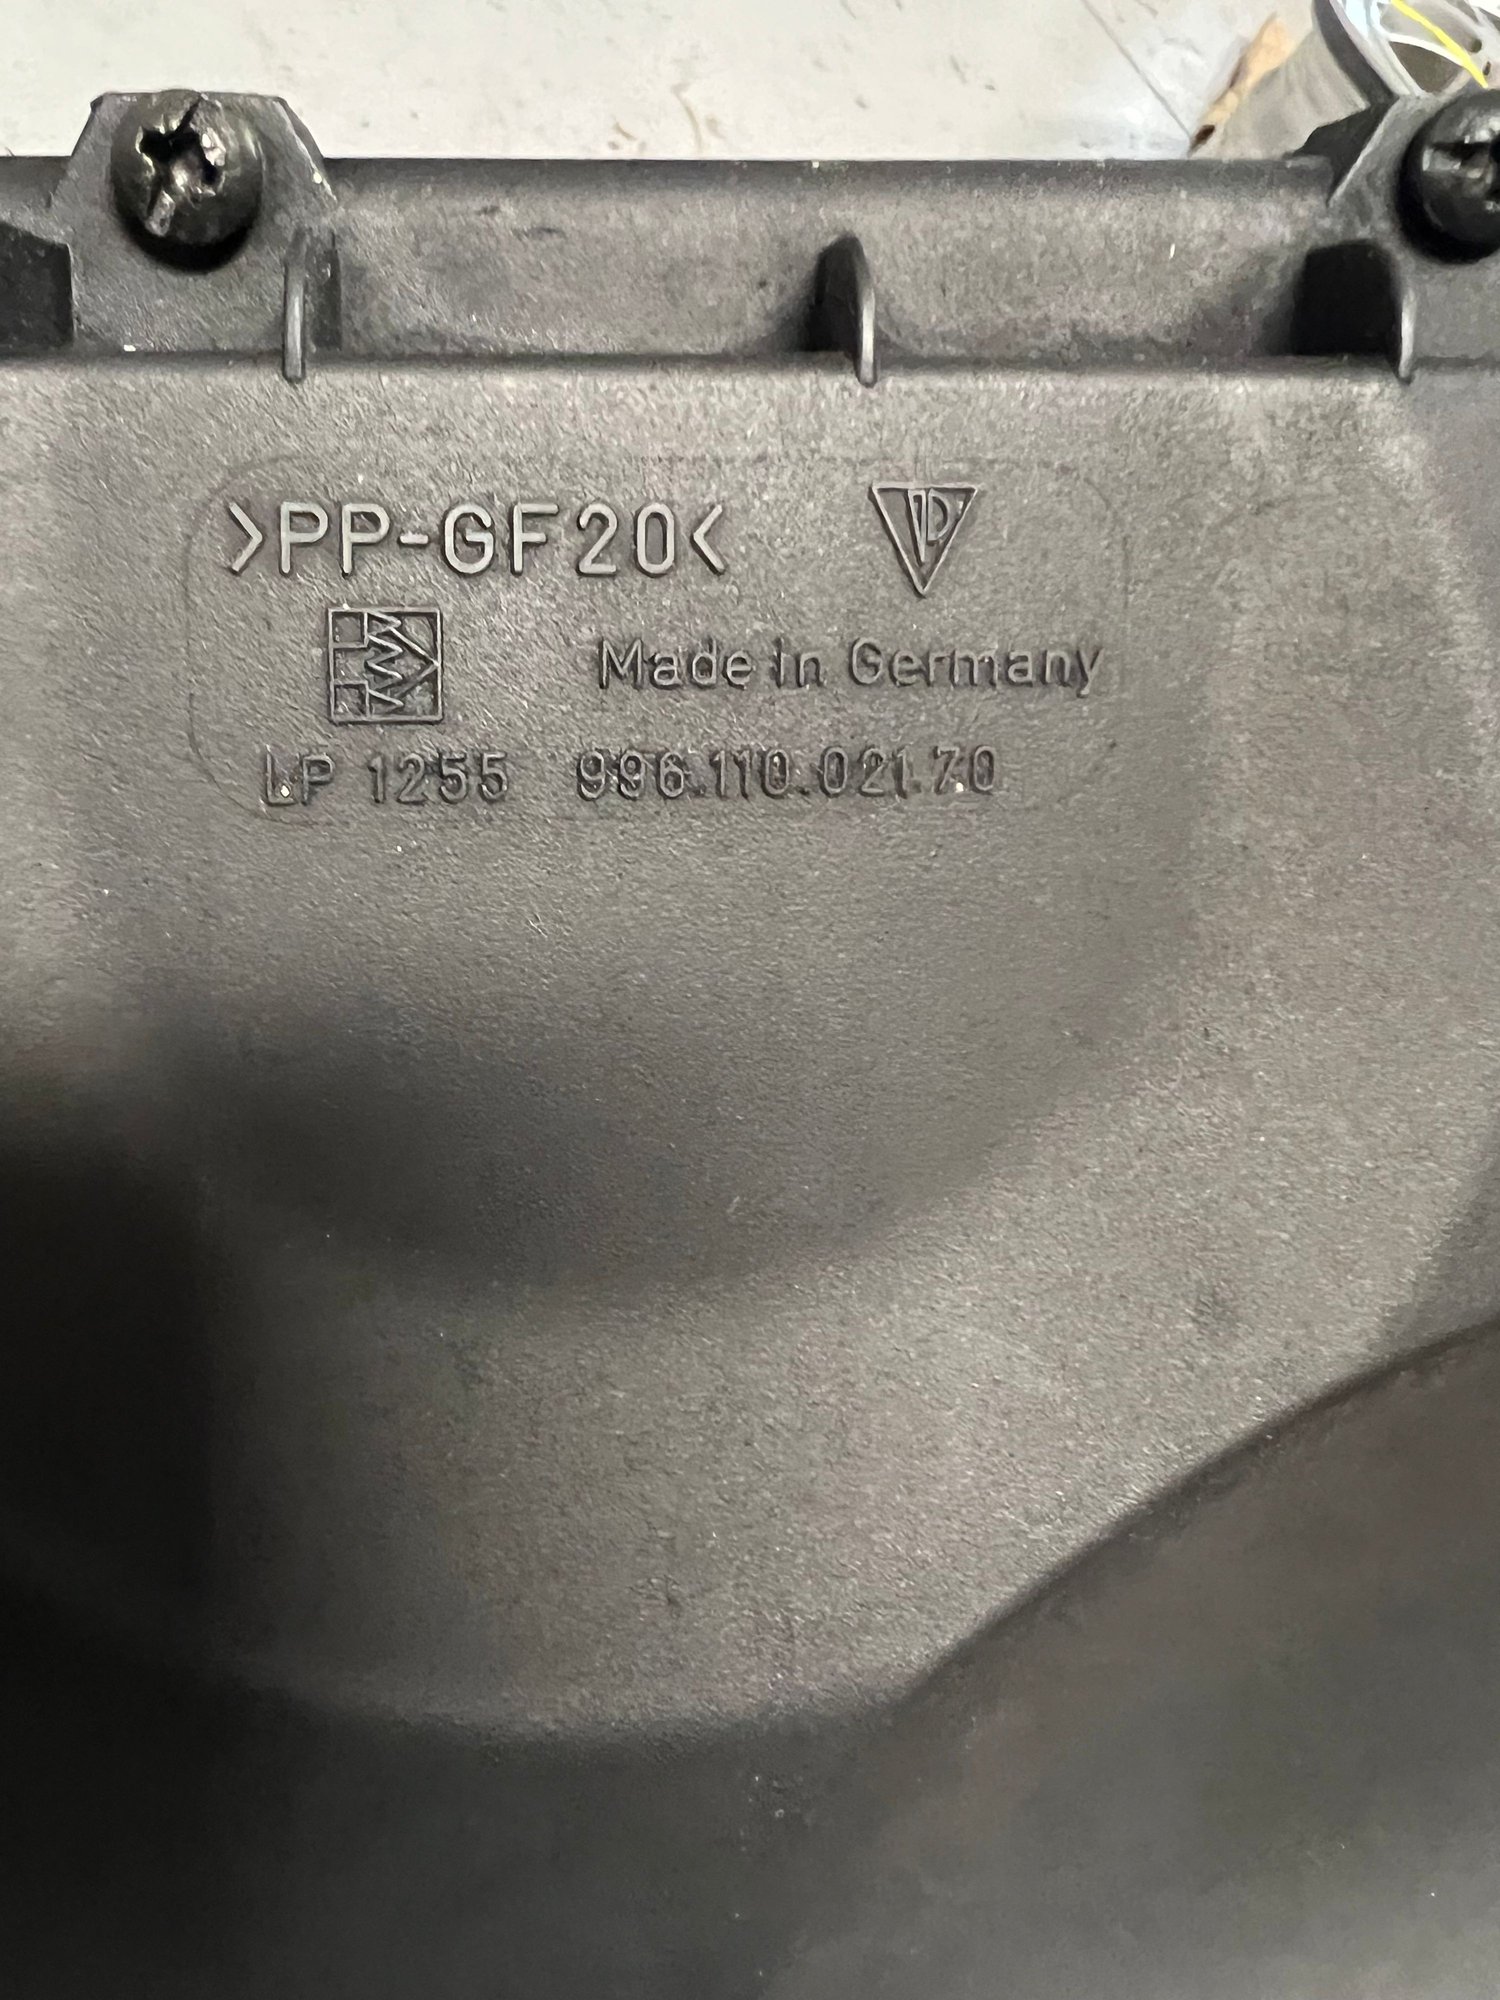 >PP-GF20<
Made in Germany
LP 1255 996.110.021.70